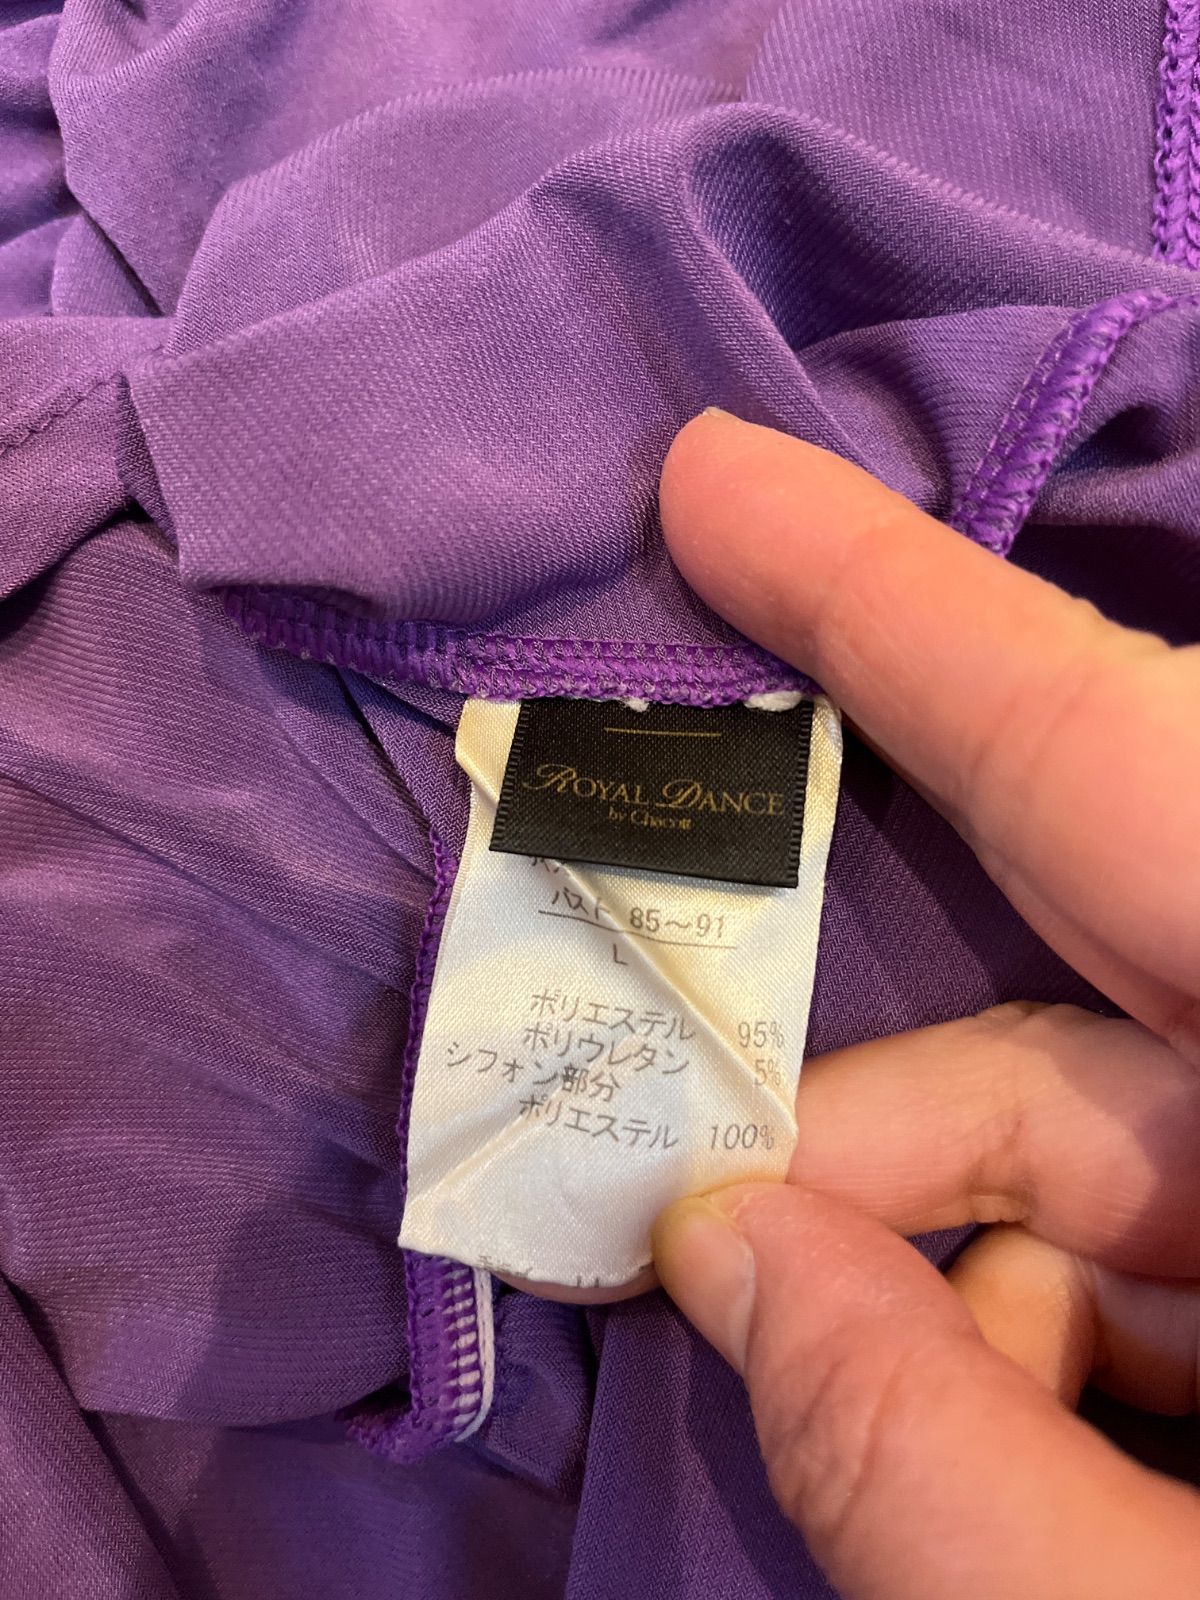 ROYAL DANCE
by Chacott
バスト 85～91
L
ポリエステル 95%
ポリウレタン 5%
シフォン部分
ポリエステル 100%